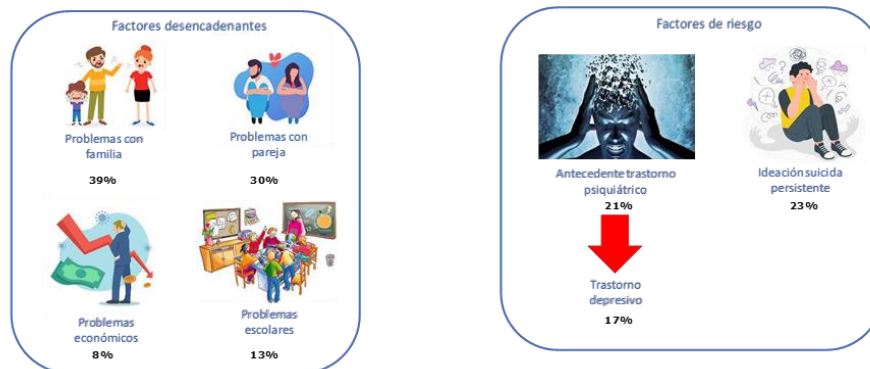 Factores desencadenantes
Problemas con
familia
39%
Problemas con
pareja
30%
Problemas
económicos
8%
Problemas
escolares
13%
Factores de riesgo
Antecedente trastorno
psiquiátrico
21%
Ideación suicida
persistente
23%
Trastorno
depresivo
17%